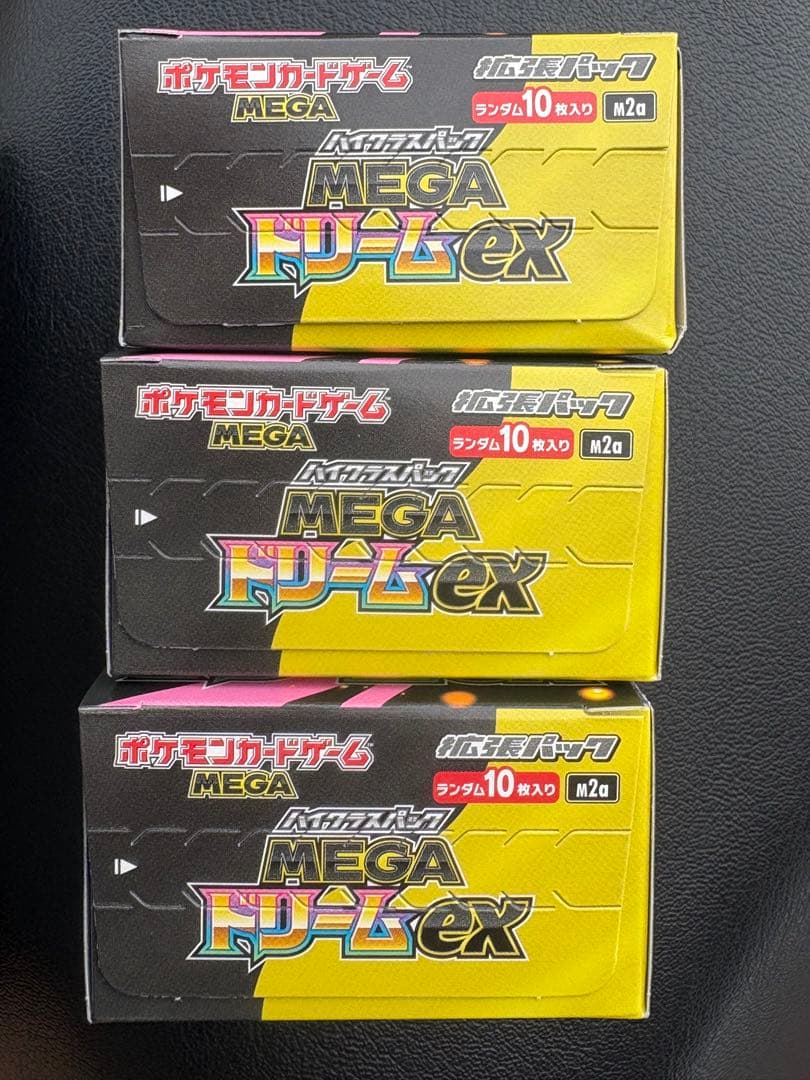 ポケモンカードゲーム
MEGA
拡張パック
ランダム10枚入り M2a
ハイクラスパック
MEGA
ドリームex
ポケモンカードゲーム
MEGA
拡張パック
ランダム10枚入り M2a
ハイクラスパック
MEGA
ドリームex
ポケモンカードゲーム™
MEGA
拡張パック
ランダム10枚入り M2a
ハイクラスパック
MEGA
ドリームex